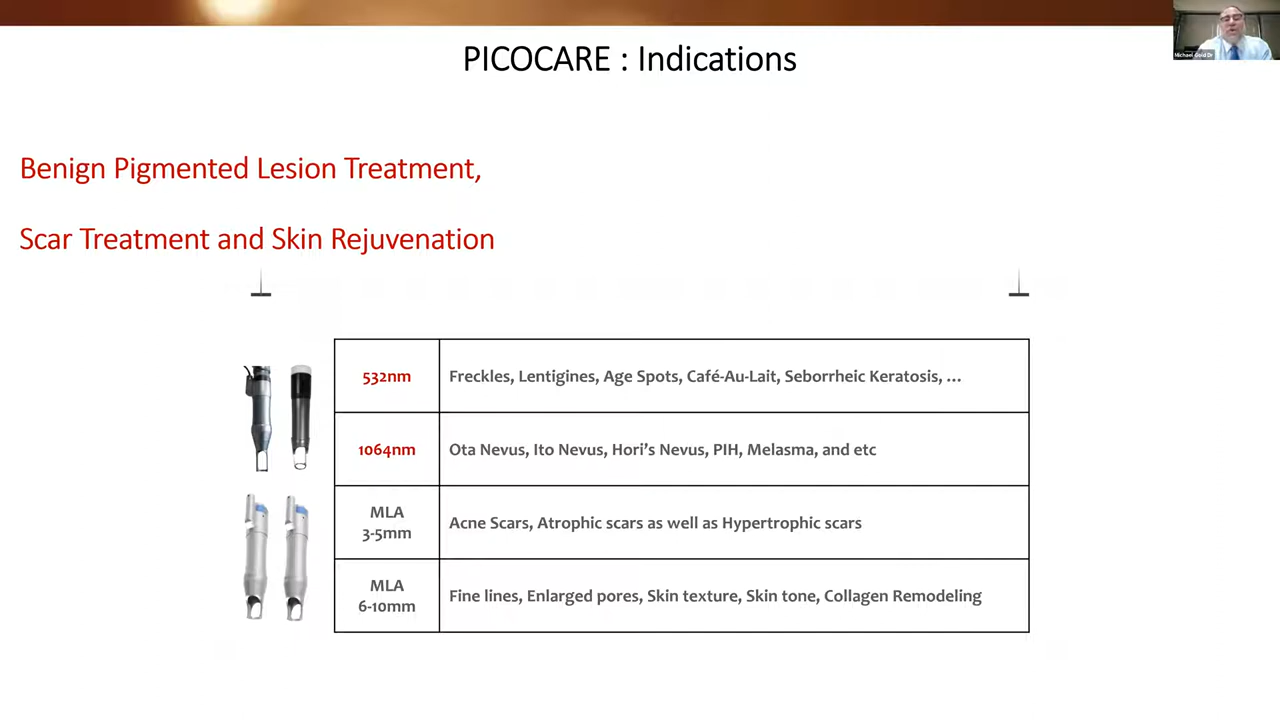 PICOCARE : Indications
Michael Gold Dr
Benign Pigmented Lesion Treatment,
Scar Treatment and Skin Rejuvenation
532nm
Freckles, Lentigines, Age Spots, Café-Au-Lait, Seborrheic Keratosis, ...
1064nm
Ota Nevus, Ito Nevus, Hori's Nevus, PIH, Melasma, and etc
MLA
3-5mm
Acne Scars, Atrophic scars as well as Hypertrophic scars
MLA
6-10mm
Fine lines, Enlarged pores, Skin texture, Skin tone, Collagen Remodeling